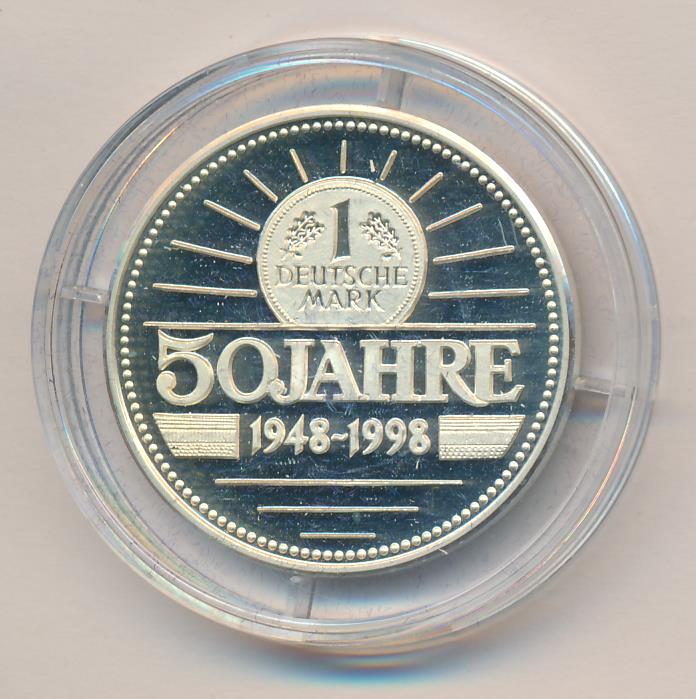 1
DEUTSCHE
MARK
50 JAHRE
1948-1998